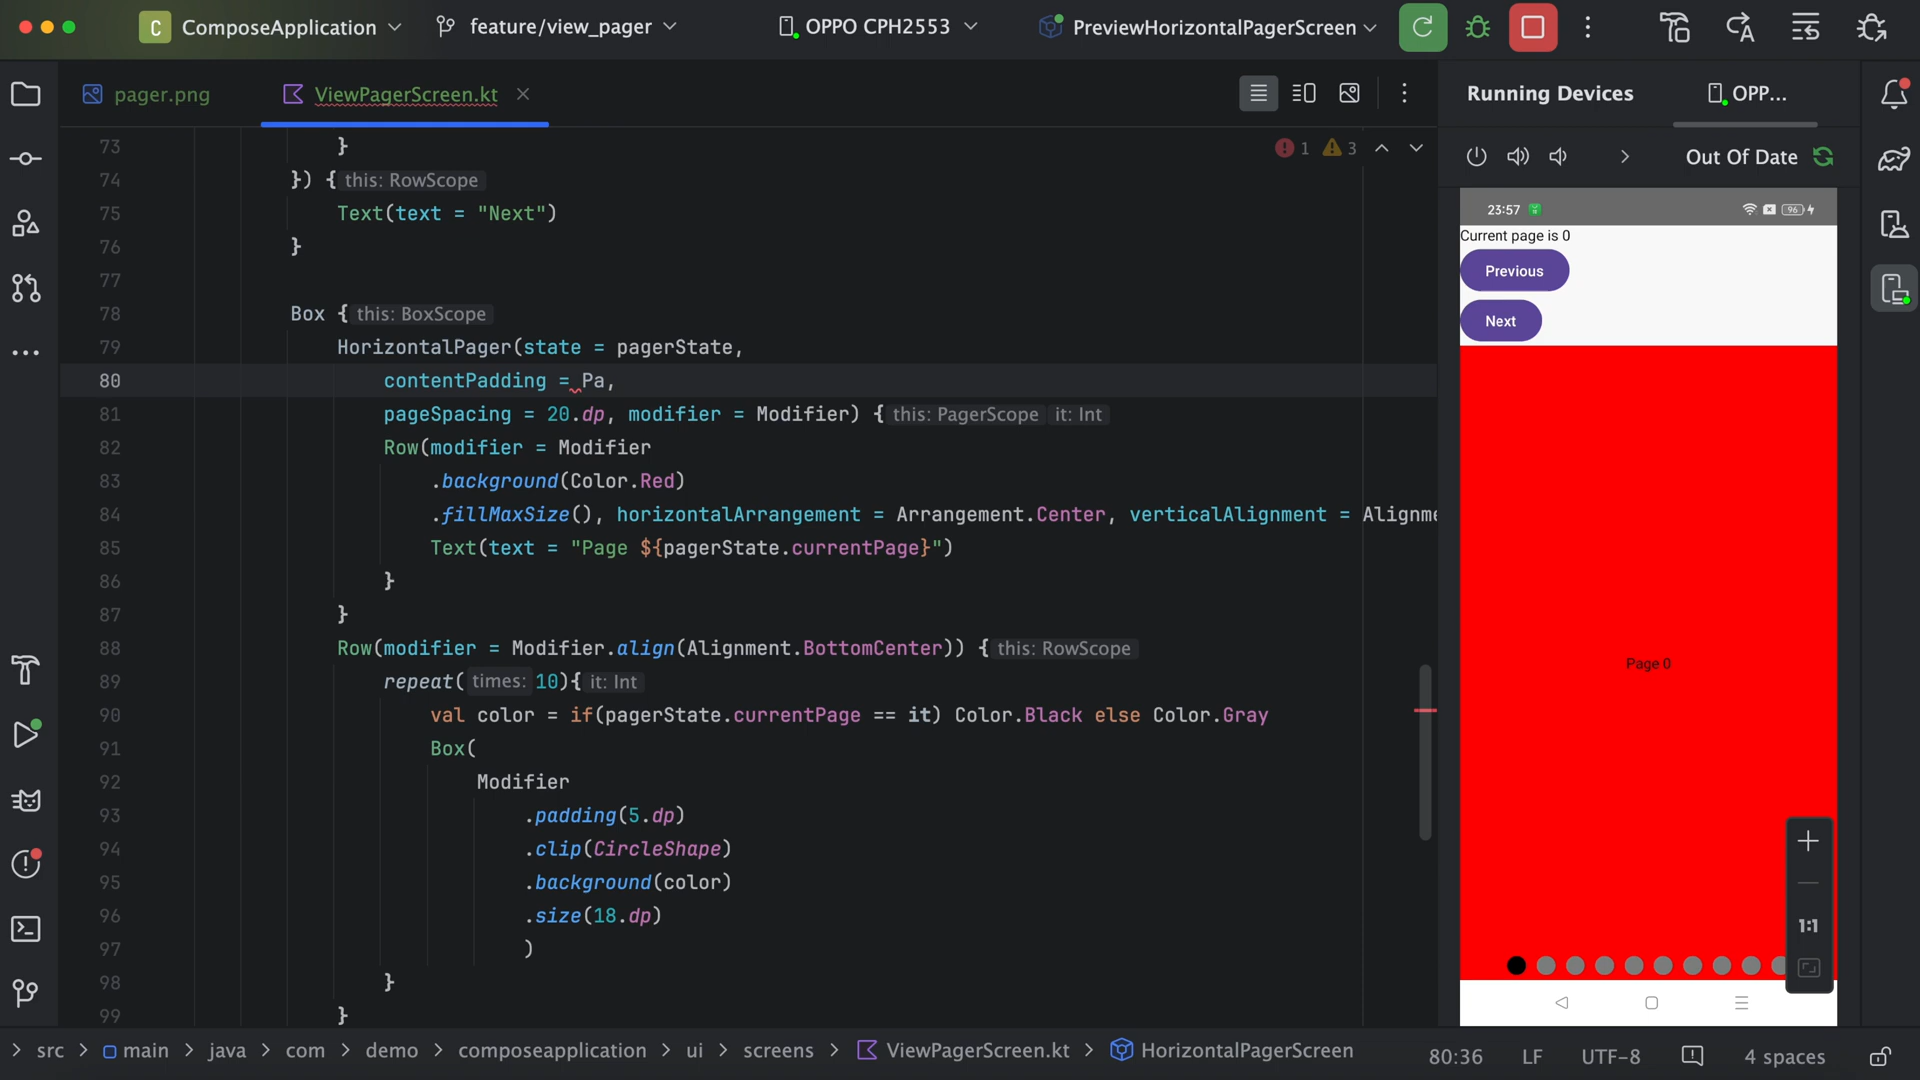 C ComposeApplication feature/view_pager OPPO CPH2553 PreviewHorizontalPagerScreen
pager.png ViewPagerScreen.kt
Running Devices OPP...
1 3
Out Of Date
73 }
74 }) { this: RowScope
75 Text(text = "Next")
76 }
77
78 Box { this: BoxScope
79 HorizontalPager(state = pagerState,
80 contentPadding = Pa,
81 pageSpacing = 20.dp, modifier = Modifier) { this: PagerScope it: Int
82 Row(modifier = Modifier
83 .background(Color.Red)
84 .fillMaxSize(), horizontalArrangement = Arrangement.Center, verticalAlignment = Alignme
85 Text(text = "Page ${pagerState.currentPage}")
86 }
87 }
88 Row(modifier = Modifier.align(Alignment.BottomCenter)) { this: RowScope
89 repeat( times: 10){ it: Int
90 val color = if(pagerState.currentPage == it) Color.Black else Color.Gray
91 Box(
92 Modifier
93 .padding(5.dp)
94 .clip(CircleShape)
95 .background(color)
96 .size(18.dp)
97 )
98 }
99 }
23:57 96
Current page is 0
Previous
Next
Page 0
1:1
src main java com demo composeapplication ui screens ViewPagerScreen.kt HorizontalPagerScreen
80:36 LF UTF-8 4 spaces